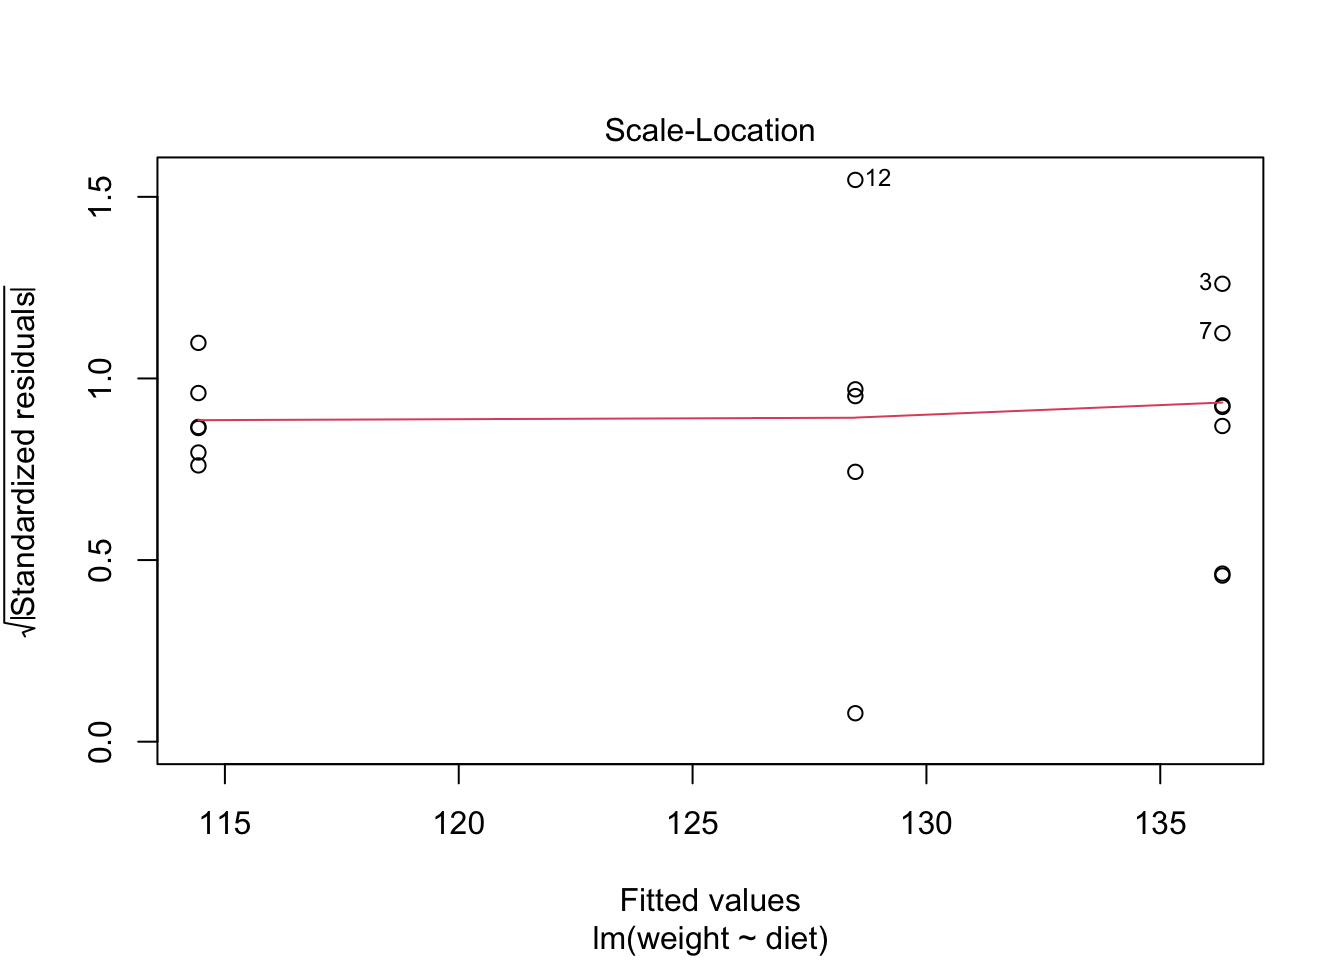 Scale-Location
√|Standardized residuals|
1.5
1.0
0.5
0.0
12
3
7
115 120 125 130 135
Fitted values
lm(weight ~ diet)